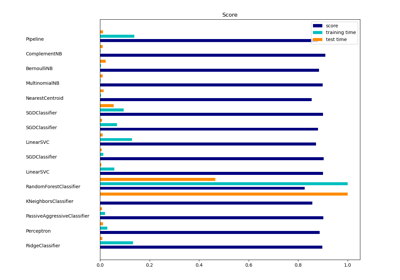 Score
score
training time
test time
Pipeline
ComplementNB
BernoulliNB
MultinomialNB
NearestCentroid
SGDClassifier
SGDClassifier
LinearSVC
SGDClassifier
LinearSVC
RandomForestClassifier
KNeighborsClassifier
PassiveAggressiveClassifier
Perceptron
RidgeClassifier
0.0 0.2 0.4 0.6 0.8 1.0